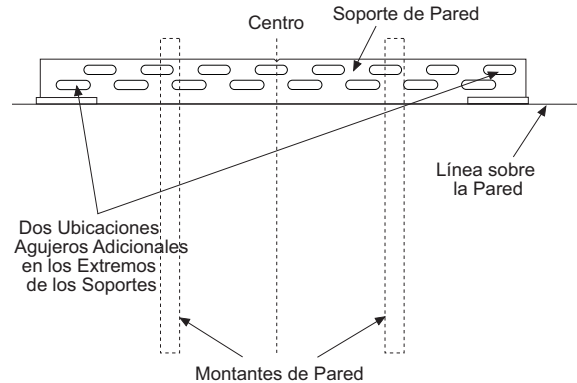 Centro
Soporte de Pared
Línea sobre
la Pared
Dos Ubicaciones
Agujeros Adicionales
en los Extremos
de los Soportes
Montantes de Pared